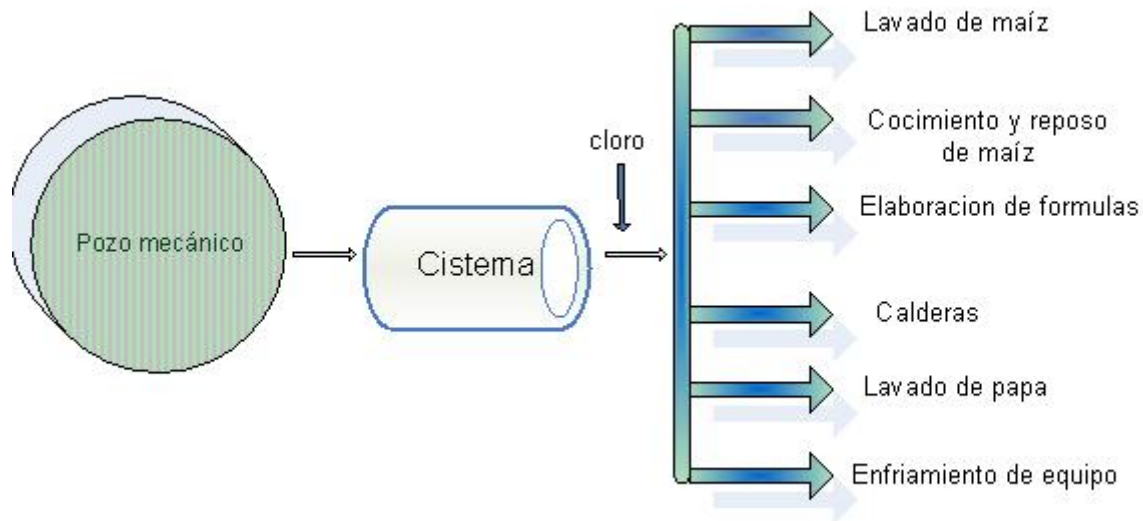 Pozo mecánico
Cisterna
cloro
Lavado de maíz
Cocimiento y reposo
de maíz
Elaboracion de formulas
Calderas
Lavado de papa
Enfriamiento de equipo